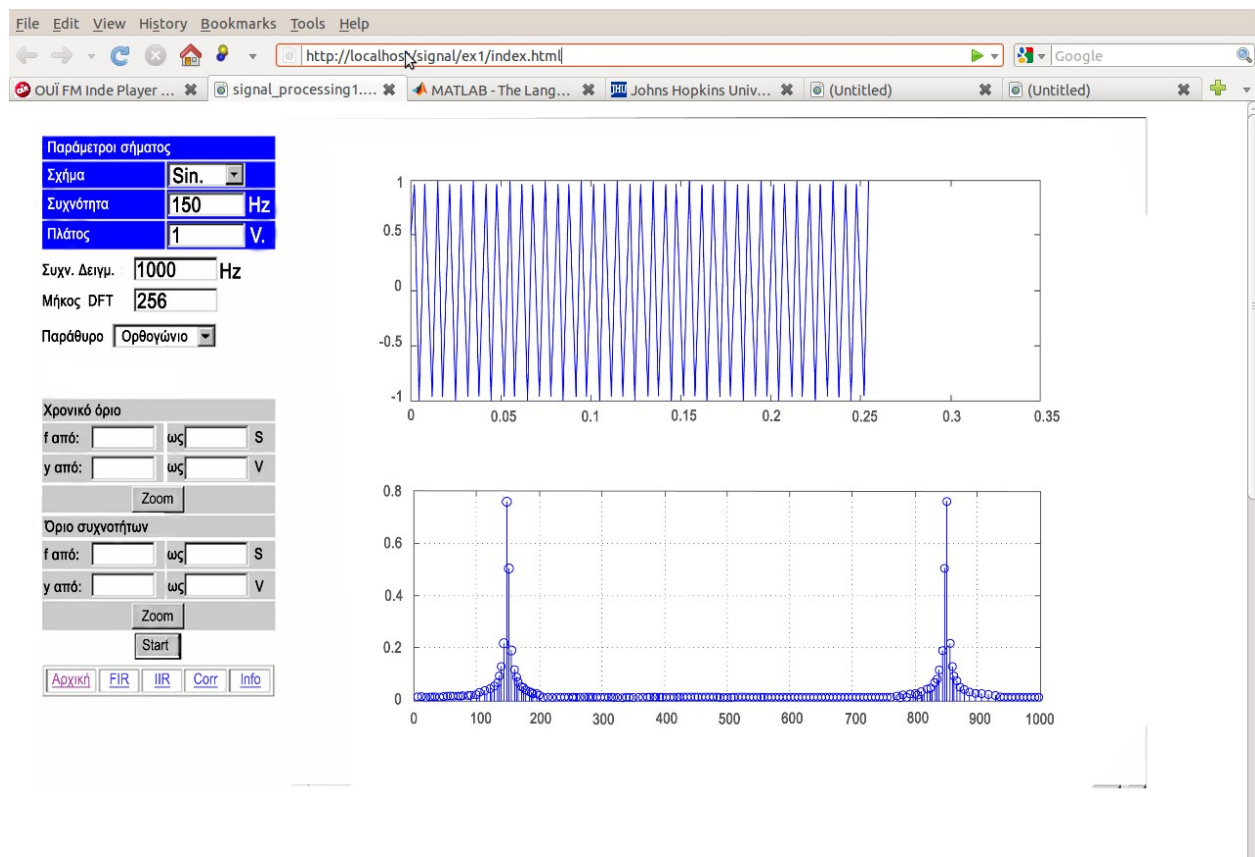 File Edit View History Bookmarks Tools Help
http://localhost/signal/ex1/index.html
Google
OUÏ FM Inde Player ...
signal_processing1....
MATLAB - The Lang...
JHU Johns Hopkins Univ...
(Untitled)
(Untitled)
Παράμετροι σήματος
Σχήμα Sin.
Συχνότητα 150 Hz
Πλάτος 1 V.
Συχν. Δειγμ. : 1000 Hz
Μήκος DFT 256
Παράθυρο Ορθογώνιο
Χρονικό όριο
f από: ως S
y από: ως V
Zoom
Όριο συχνοτήτων
f από: ως S
y από: ως V
Zoom
Start
Αρχική FIR IIR Corr Info
1
0.5
0
-0.5
-1
0 0.05 0.1 0.15 0.2 0.25 0.3 0.35
0.8
0.6
0.4
0.2
0
0 100 200 300 400 500 600 700 800 900 1000